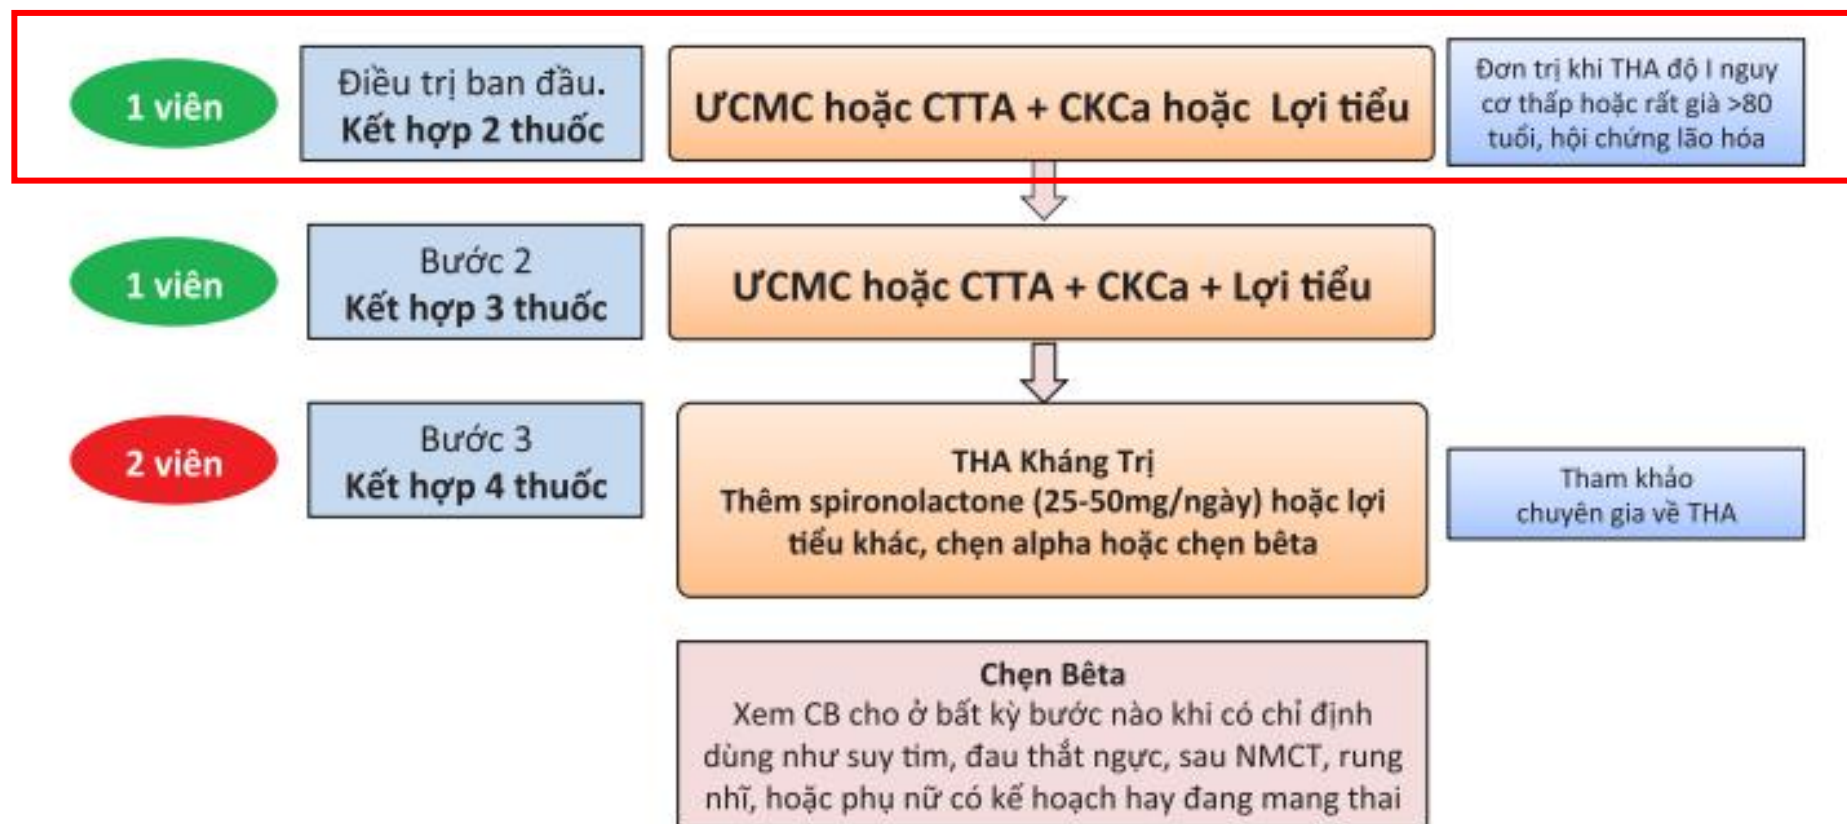 1 viên
Điều trị ban đầu.
Kết hợp 2 thuốc
ƯCMC hoặc CTTA + CKCa hoặc Lợi tiểu
Đơn trị khi THA độ I nguy
cơ thấp hoặc rất già >80
tuổi, hội chứng lão hóa
1 viên
Bước 2
Kết hợp 3 thuốc
ƯCMC hoặc CTTA + CKCa + Lợi tiểu
2 viên
Bước 3
Kết hợp 4 thuốc
THA Kháng Trị
Thêm spironolactone (25-50mg/ngày) hoặc lợi
tiểu khác, chẹn alpha hoặc chẹn bêta
Tham khảo
chuyên gia về THA
Chẹn Bêta
Xem CB cho ở bất kỳ bước nào khi có chỉ định
dùng như suy tim, đau thắt ngực, sau NMCT, rung
nhĩ, hoặc phụ nữ có kế hoạch hay đang mang thai